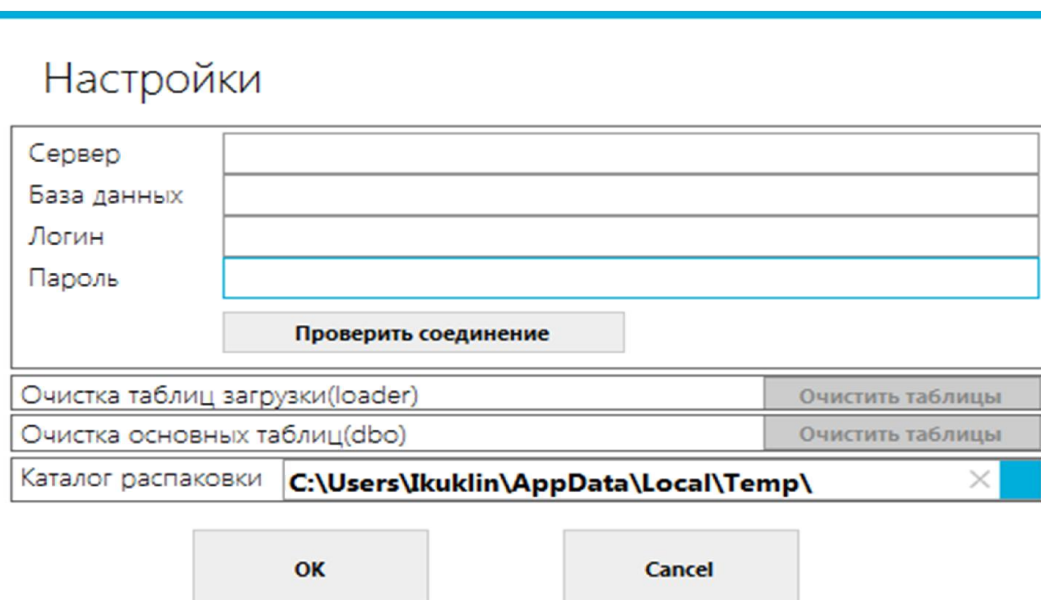 Настройки
Сервер
База данных
Логин
Пароль
Проверить соединение
Очистка таблиц загрузки(loader) Очистить таблицы
Очистка основных таблиц(dbo) Очистить таблицы
Каталог распаковки C:\Users\Ikuklin\AppData\Local\Temp\
OK Cancel